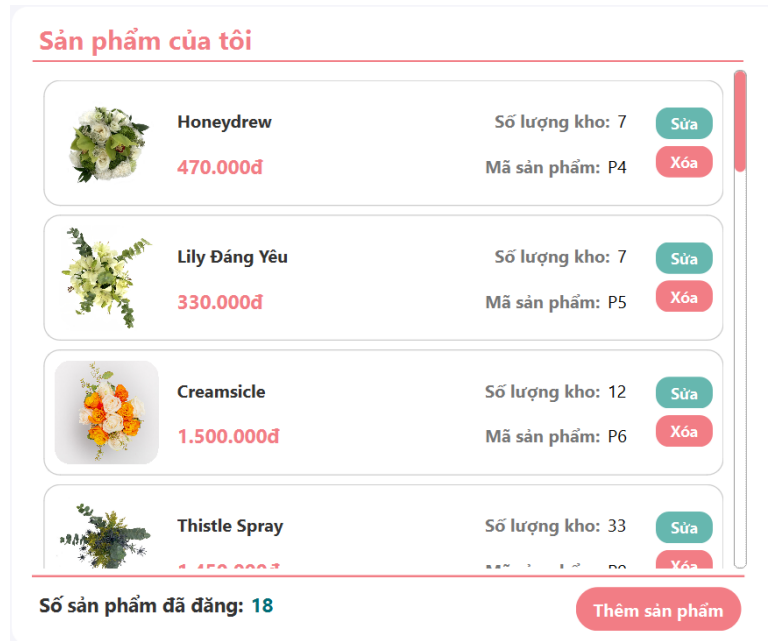 Sản phẩm của tôi
Honeydrew Số lượng kho: 7 Sửa
470.000đ Mã sản phẩm: P4 Xóa
Lily Đáng Yêu Số lượng kho: 7 Sửa
330.000đ Mã sản phẩm: P5 Xóa
Creamsicle Số lượng kho: 12 Sửa
1.500.000đ Mã sản phẩm: P6 Xóa
Thistle Spray Số lượng kho: 33 Sửa
Xóa
Số sản phẩm đã đăng: 18 Thêm sản phẩm